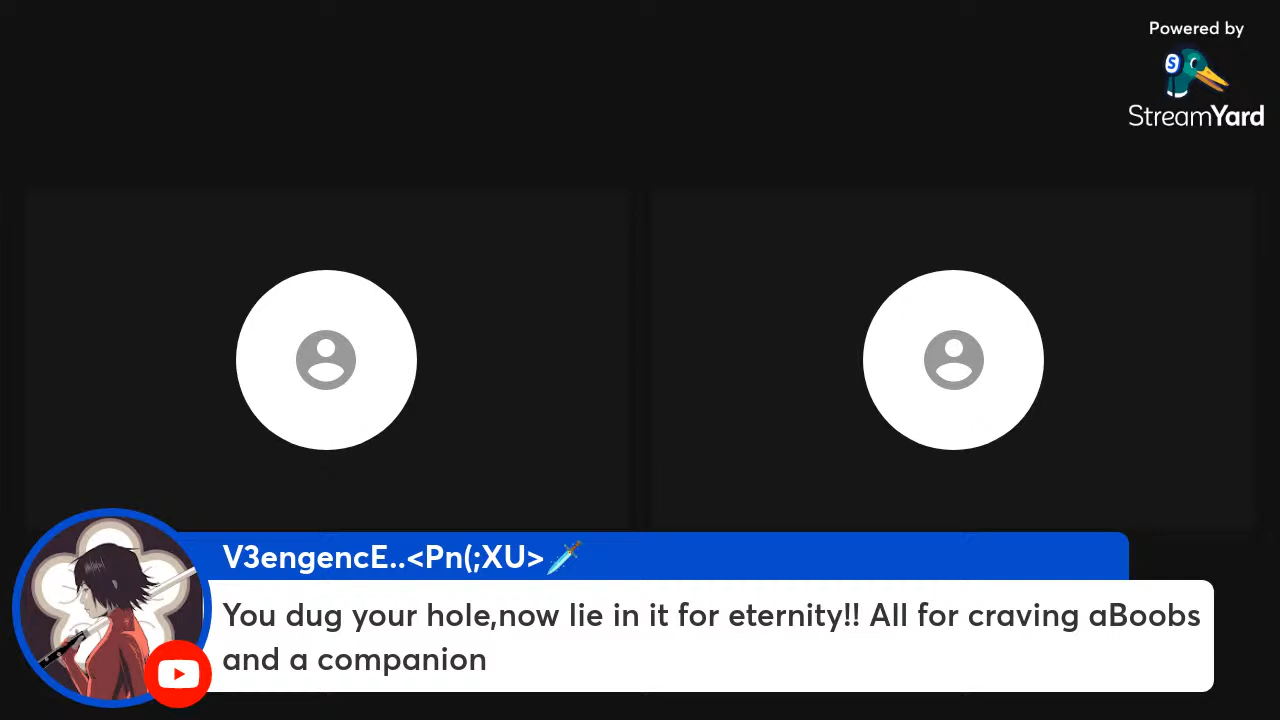 Powered by
S
StreamYard
V3engencE..<Pn(;XU>🗡️
You dug your hole,now lie in it for eternity!! All for craving aBoobs
and a companion